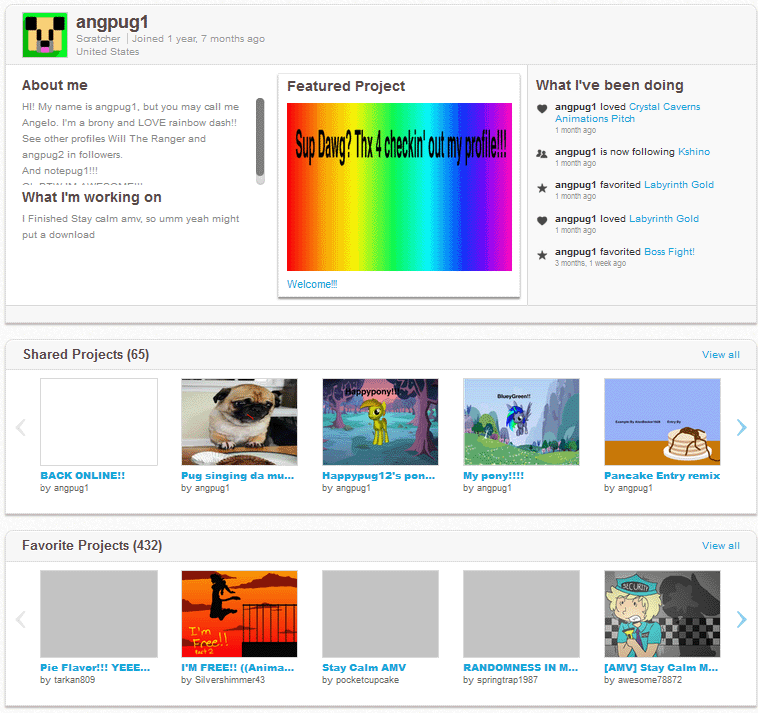 angpug1
Scratcher | Joined 1 year, 7 months ago
United States
About me
HI! My name is angpug1, but you may call me
Angelo. I'm a brony and LOVE rainbow dash!!
See other profiles Will The Ranger and
angpug2 in followers.
And notepug1!!!
What I'm working on
I Finished Stay calm amv, so umm yeah might
put a download
Featured Project
Sup Dawg? Thx 4 checkin' out my profile!!!
Welcome!!!
What I've been doing
angpug1 loved Crystal Caverns
Animations Pitch
1 month ago
angpug1 is now following Kshino
1 month ago
angpug1 favorited Labyrinth Gold
1 month ago
angpug1 loved Labyrinth Gold
1 month ago
angpug1 favorited Boss Fight!
3 months, 1 week ago
Shared Projects (65)
View all
Happypony!!!
BlueyGreen!!
BACK ONLINE!!
by angpug1
Pug singing da mu...
by angpug1
Happypug12's pon...
by angpug1
My pony!!!!
by angpug1
Pancake Entry remix
by angpug1
Favorite Projects (432)
View all
I'm
Free!!
Part 2
SECURITY
Pie Flavor!!! YEEE...
by tarkan809
I'M FREE!! ((Anima...
by Silvershimmer43
Stay Calm AMV
by pocketcupcake
RANDOMNESS IN M...
by springtrap1987
[AMV] Stay Calm M...
by awesome78872